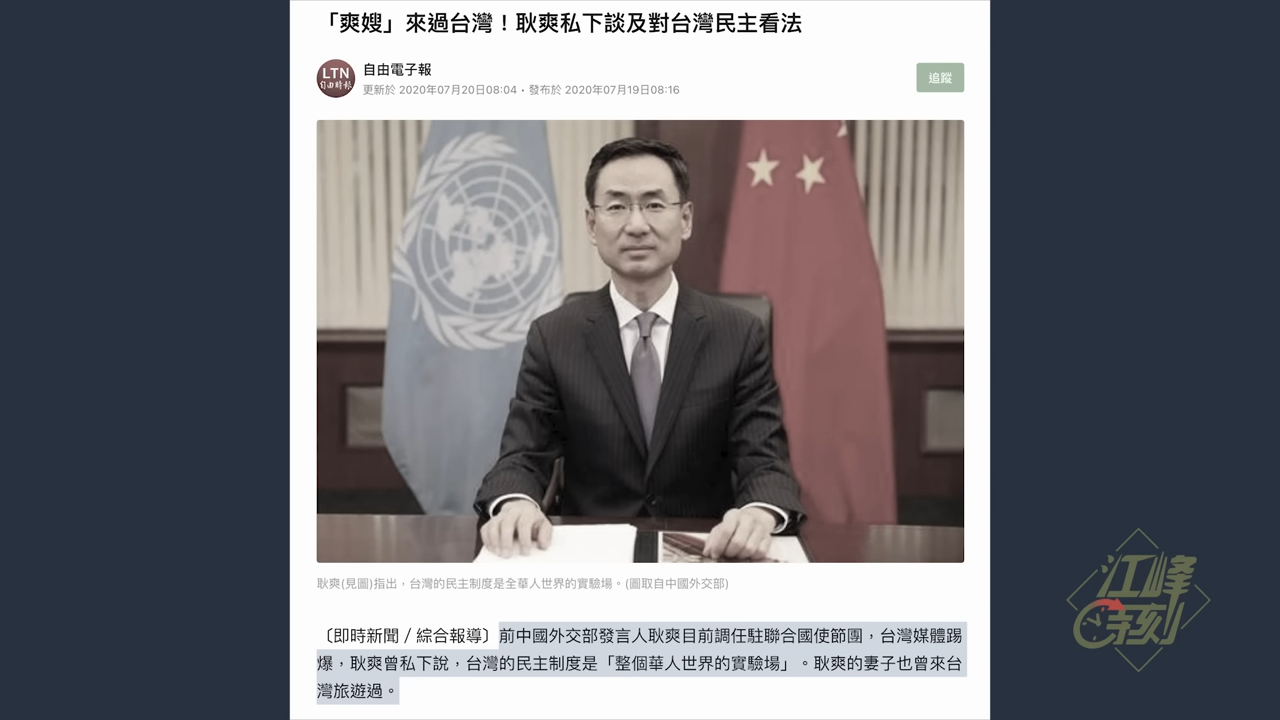 「爽嫂」來過台灣！耿爽私下談及對台灣民主看法
LTN
自由時報
自由電子報
更新於 2020年07月20日08:04・發布於 2020年07月19日08:16
追蹤
耿爽(見圖)指出，台灣的民主制度是全華人世界的實驗場。(圖取自中國外交部)
〔即時新聞／綜合報導〕前中國外交部發言人耿爽目前調任駐聯合國使節團，台灣媒體踢
爆，耿爽曾私下說，台灣的民主制度是「整個華人世界的實驗場」。耿爽的妻子也曾來台
灣旅遊過。
江峰
時刻